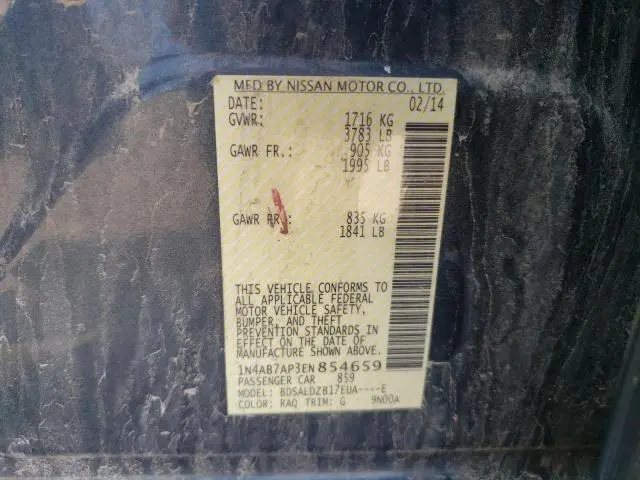 MFD BY NISSAN MOTOR CO., LTD.
DATE: 02/14
GVWR: 1716 KG
3783 LB
GAWR FR.: 905 KG
1995 LB
GAWR RR.: 835 KG
1841 LB
THIS VEHICLE CONFORMS TO
ALL APPLICABLE FEDERAL
MOTOR VEHICLE SAFETY,
BUMPER, AND THEFT
PREVENTION STANDARDS IN
EFFECT ON THE DATE OF
MANUFACTURE SHOWN ABOVE.
1N4AB7AP3EN854659
PASSENGER CAR 859
MODEL: BDSALDZB17EUA----E
COLOR: RAQ TRIM: G 9N00A